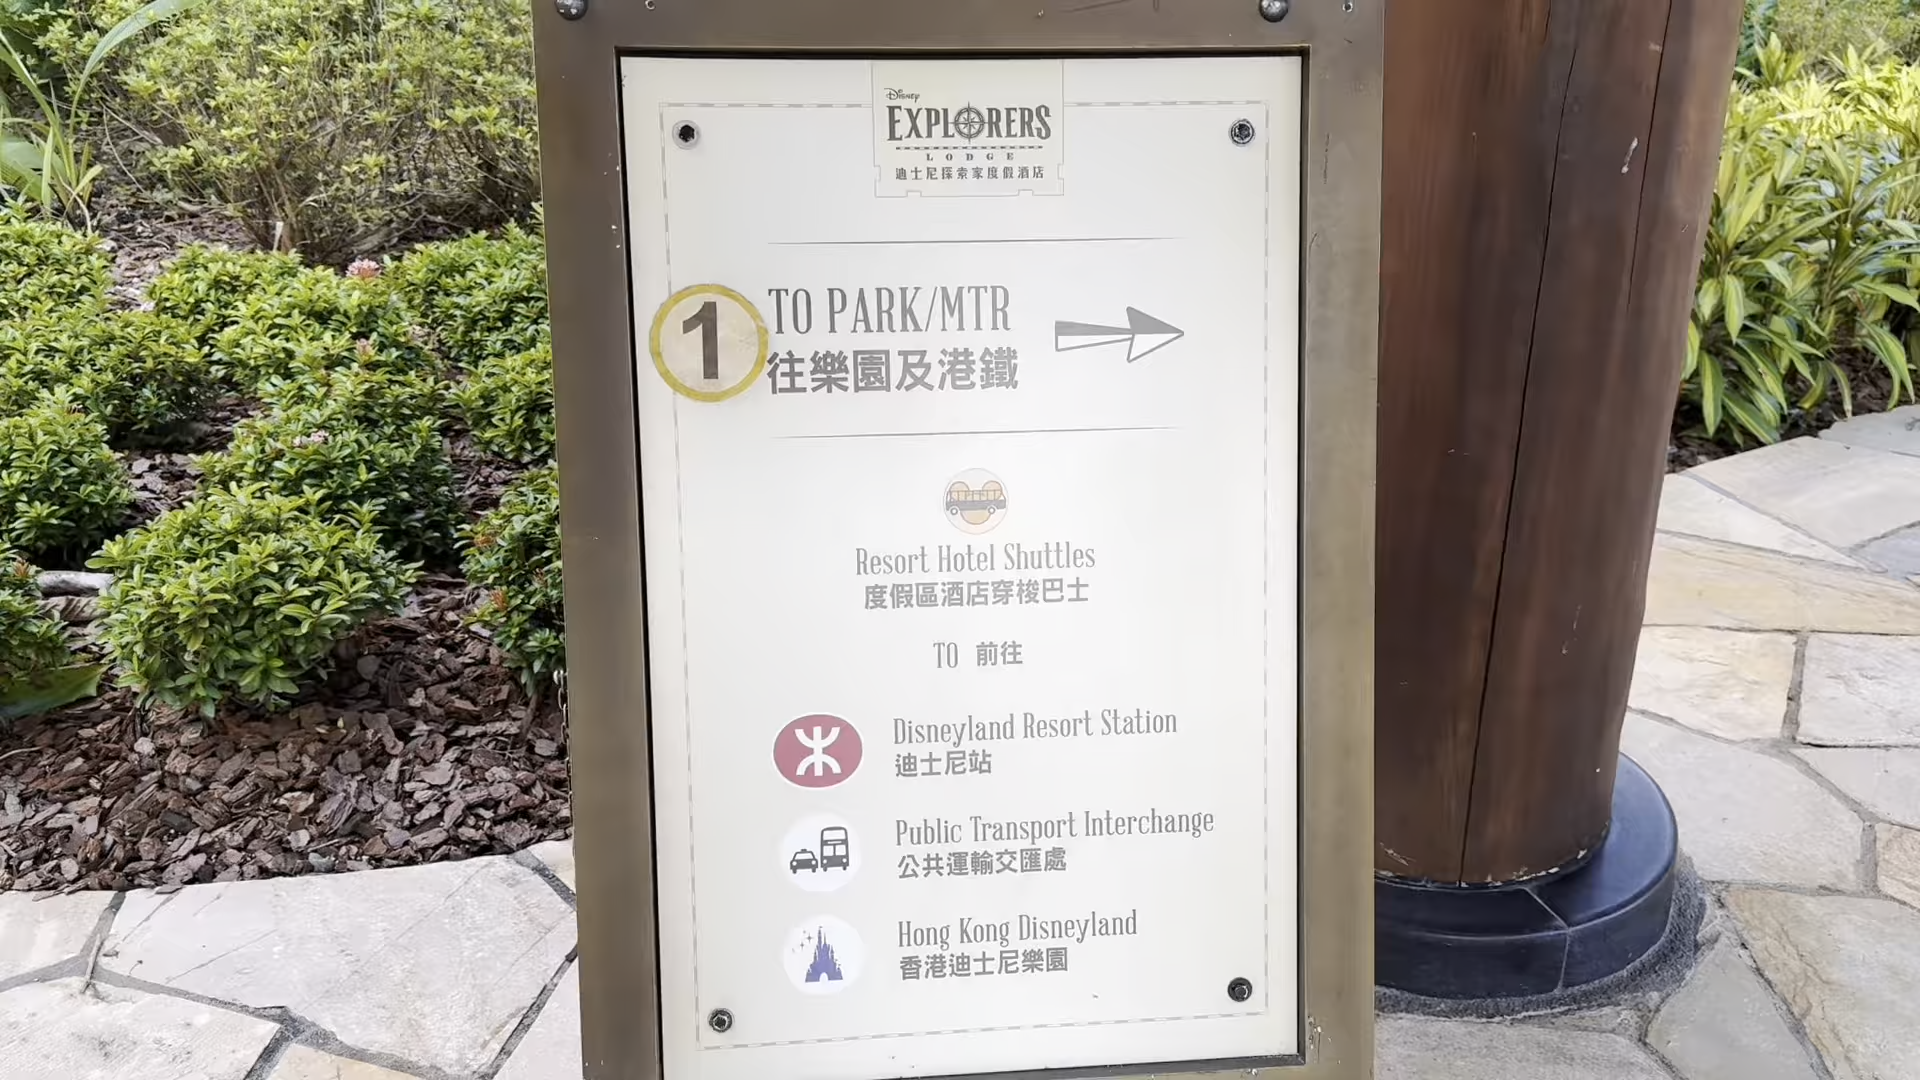 Disney
EXPLORERS
LODGE
迪士尼探索家度假酒店
1
TO PARK/MTR
往樂園及港鐵
Resort Hotel Shuttles
度假區酒店穿梭巴士
TO 前往
Disneyland Resort Station
迪士尼站
Public Transport Interchange
公共運輸交匯處
Hong Kong Disneyland
香港迪士尼樂園